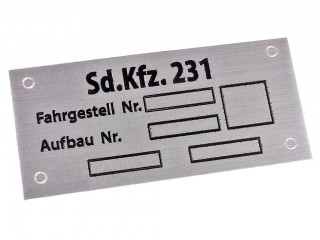 Sd.Kfz. 231
Fahrgestell Nr.
Aufbau Nr.